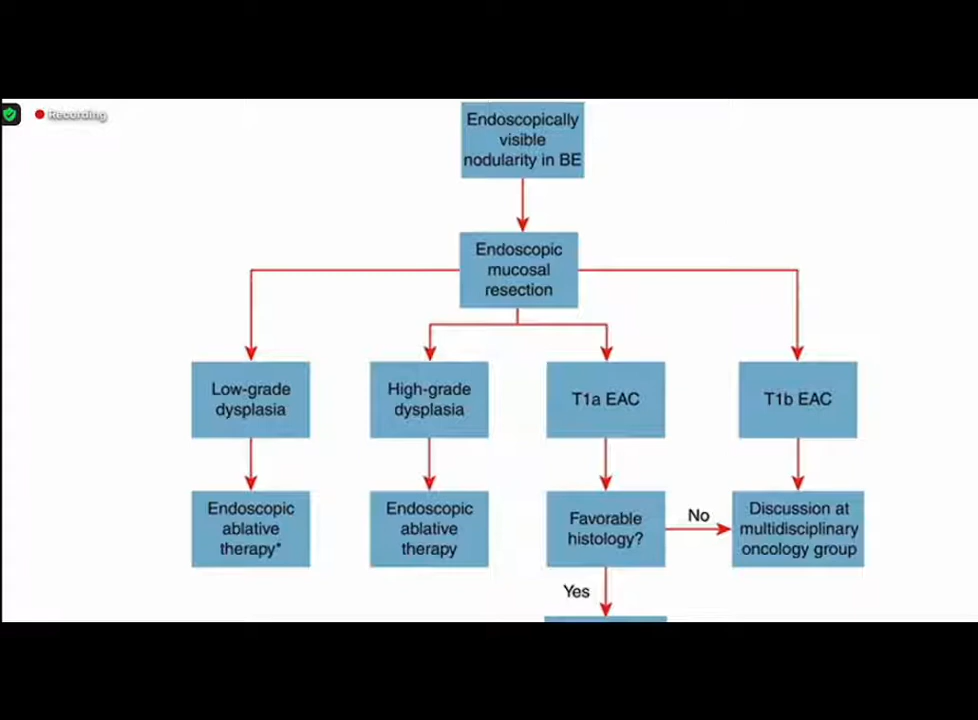 Recording
Endoscopically
visible
nodularity in BE
Endoscopic
mucosal
resection
Low-grade
dysplasia
High-grade
dysplasia
T1a EAC
T1b EAC
Endoscopic
ablative
therapy*
Endoscopic
ablative
therapy
Favorable
histology?
No
Discussion at
multidisciplinary
oncology group
Yes